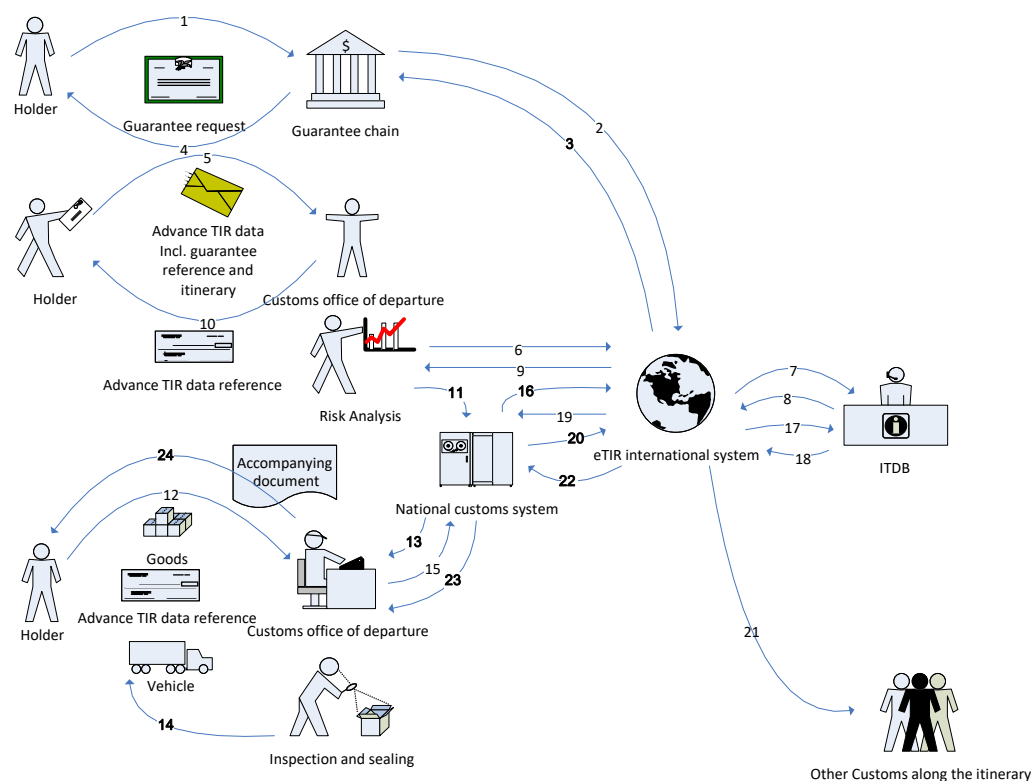 1
$
Holder
Guarantee request
Guarantee chain
2
3
4
5
Advance TIR data
Incl. guarantee
reference and
itinerary
Holder
Customs office of departure
10
Advance TIR data reference
Risk Analysis
6
9
11
16
7
8
17
18
19
20
22
eTIR international system
ITDB
i
National customs system
24
Accompanying
document
12
13
15
23
Goods
Advance TIR data reference
Holder
Customs office of departure
21
Vehicle
14
Inspection and sealing
Other Customs along the itinerary